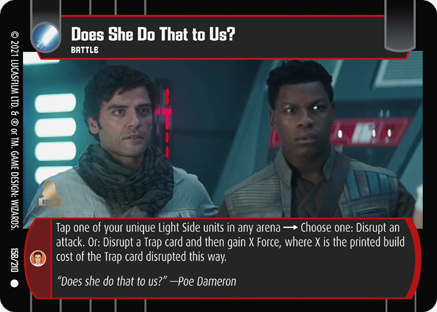 Does She Do That to Us?
BATTLE
© 2021 LUCASFILM LTD. & ® or TM. GAME DESIGN, WIZARDS.
158/210
Tap one of your unique Light Side units in any arena → Choose one: Disrupt an
attack. Or: Disrupt a Trap card and then gain X Force, where X is the printed build
cost of the Trap card disrupted this way.
“Does she do that to us?” —Poe Dameron